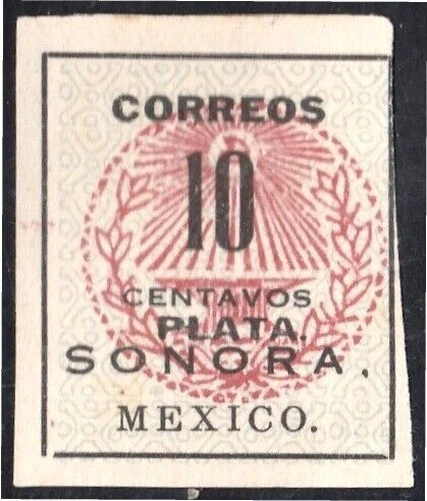 CORREOS
10
CENTAVOS
PLATA.
SONORA.
MEXICO.